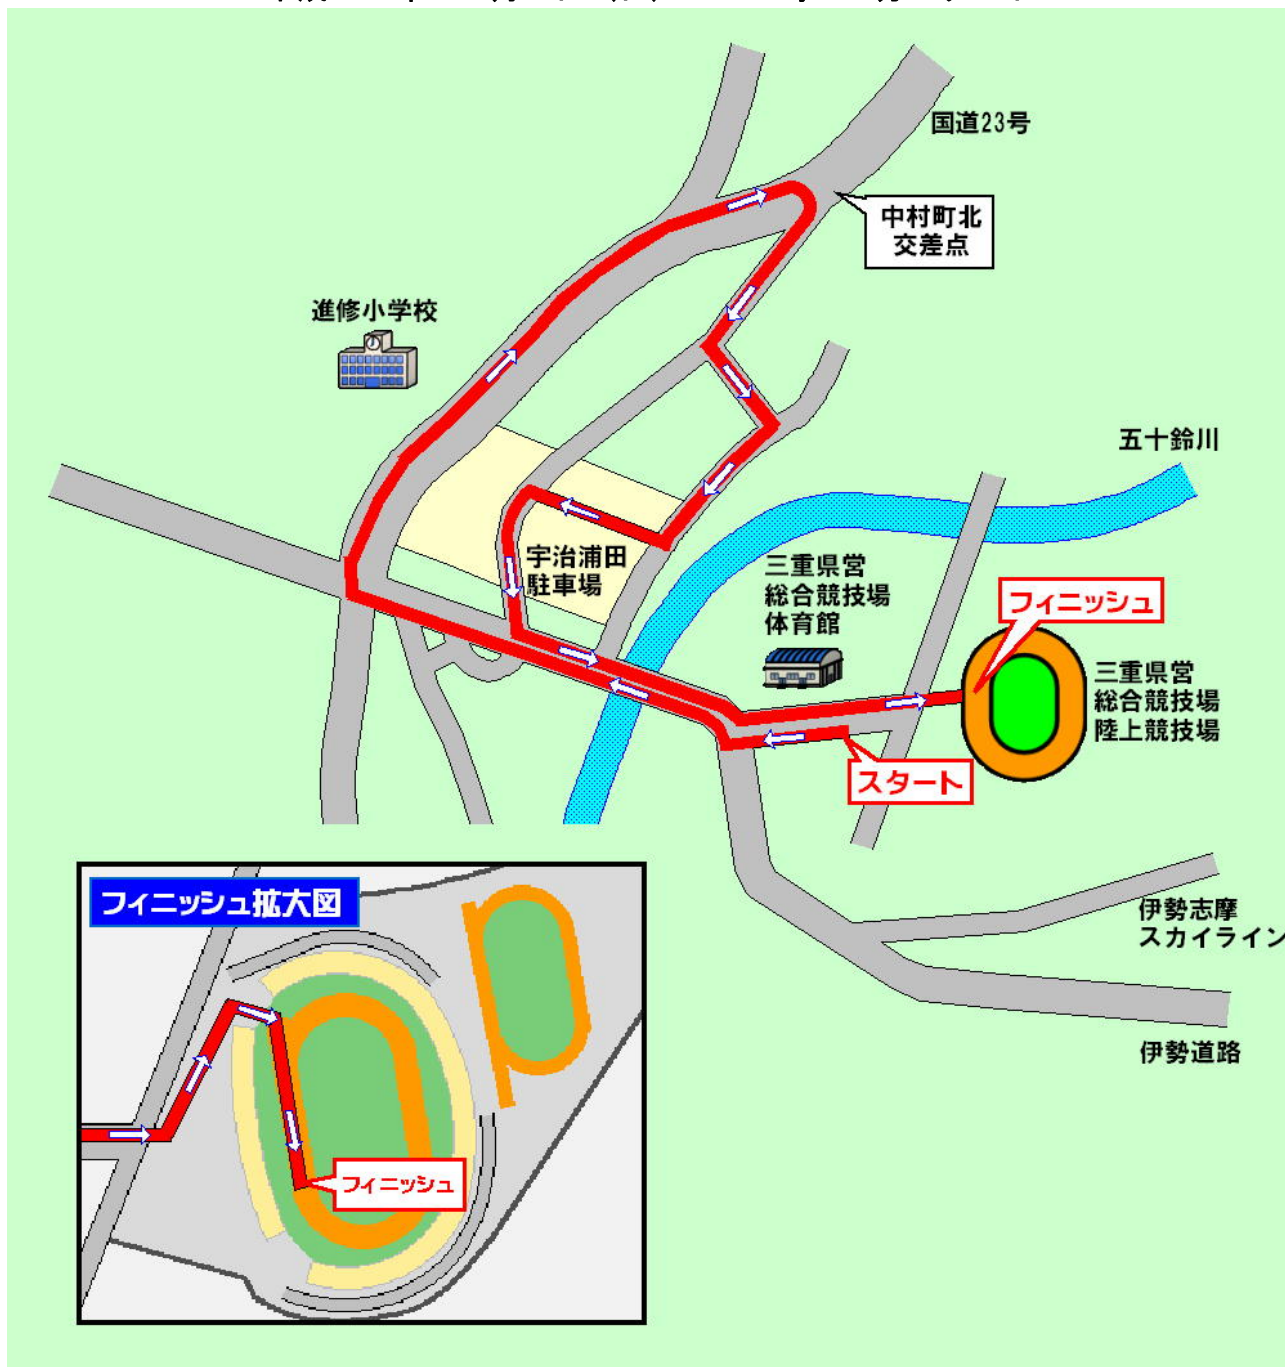 国道23号
中村町北
交差点
進修小学校
五十鈴川
宇治浦田
駐車場
三重県営
総合競技場
体育館
フィニッシュ
三重県営
総合競技場
陸上競技場
スタート
フィニッシュ拡大図
伊勢志摩
スカイライン
伊勢道路
フィニッシュ